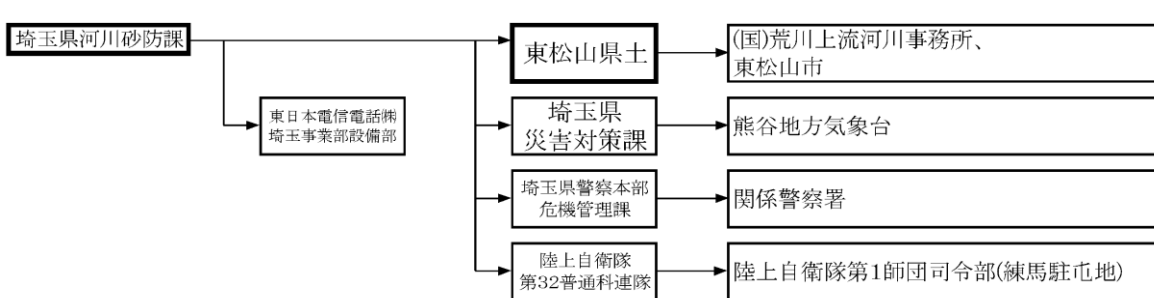 埼玉県河川砂防課
東松山県土
(国)荒川上流河川事務所、
東松山市
東日本電信電話㈱
埼玉事業部設備部
埼玉県
災害対策課
熊谷地方気象台
埼玉県警察本部
危機管理課
関係警察署
陸上自衛隊
第32普通科連隊
陸上自衛隊第1師団司令部(練馬駐屯地)